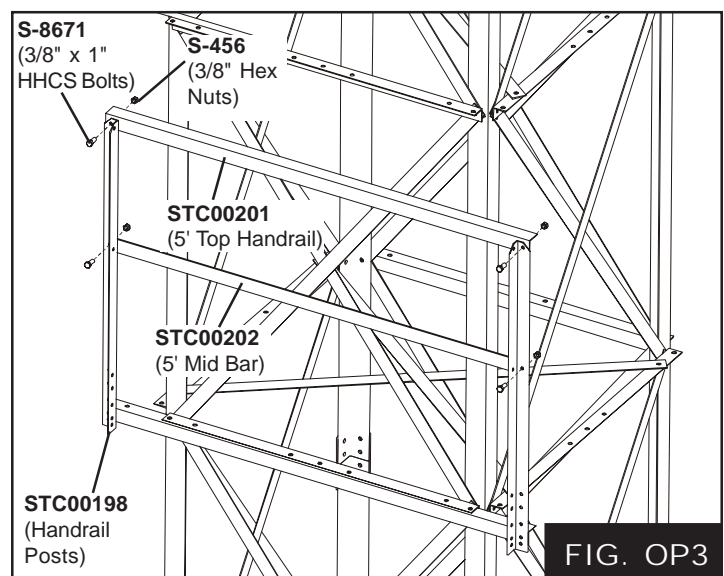 S-8671
(3/8" x 1"
HHCS Bolts)
S-456
(3/8" Hex
Nuts)
STC00201
(5' Top Handrail)
STC00202
(5' Mid Bar)
STC00198
(Handrail
Posts)
FIG. OP3